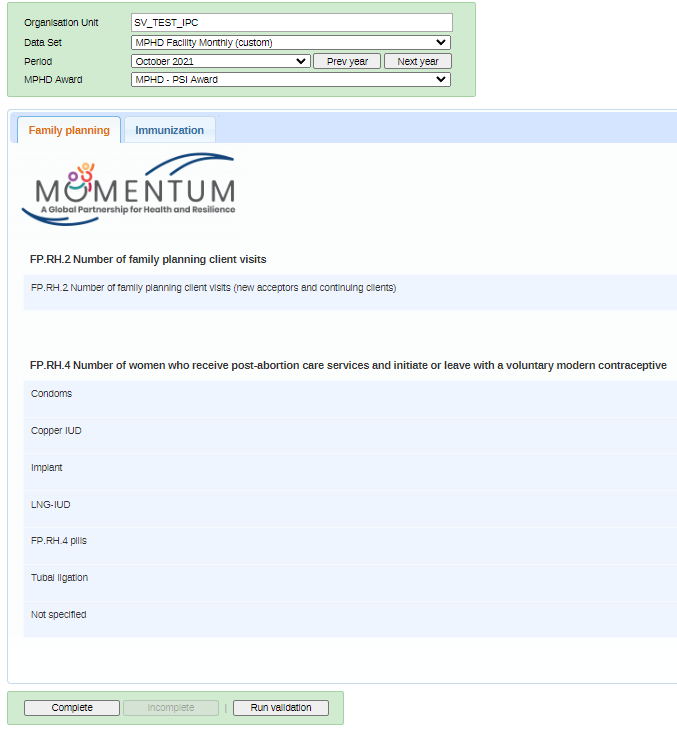 Organisation Unit SV_TEST_IPC
Data Set MPHD Facility Monthly (custom)
Period October 2021 Prev year Next year
MPHD Award MPHD - PSI Award
Family planning Immunization
MOMENTUM
A Global Partnership for Health and Resilience
FP.RH.2 Number of family planning client visits
FP.RH.2 Number of family planning client visits (new acceptors and continuing clients)
FP.RH.4 Number of women who receive post-abortion care services and initiate or leave with a voluntary modern contraceptive
Condoms
Copper IUD
Implant
LNG-IUD
FP.RH.4 pills
Tubal ligation
Not specified
Complete Incomplete | Run validation